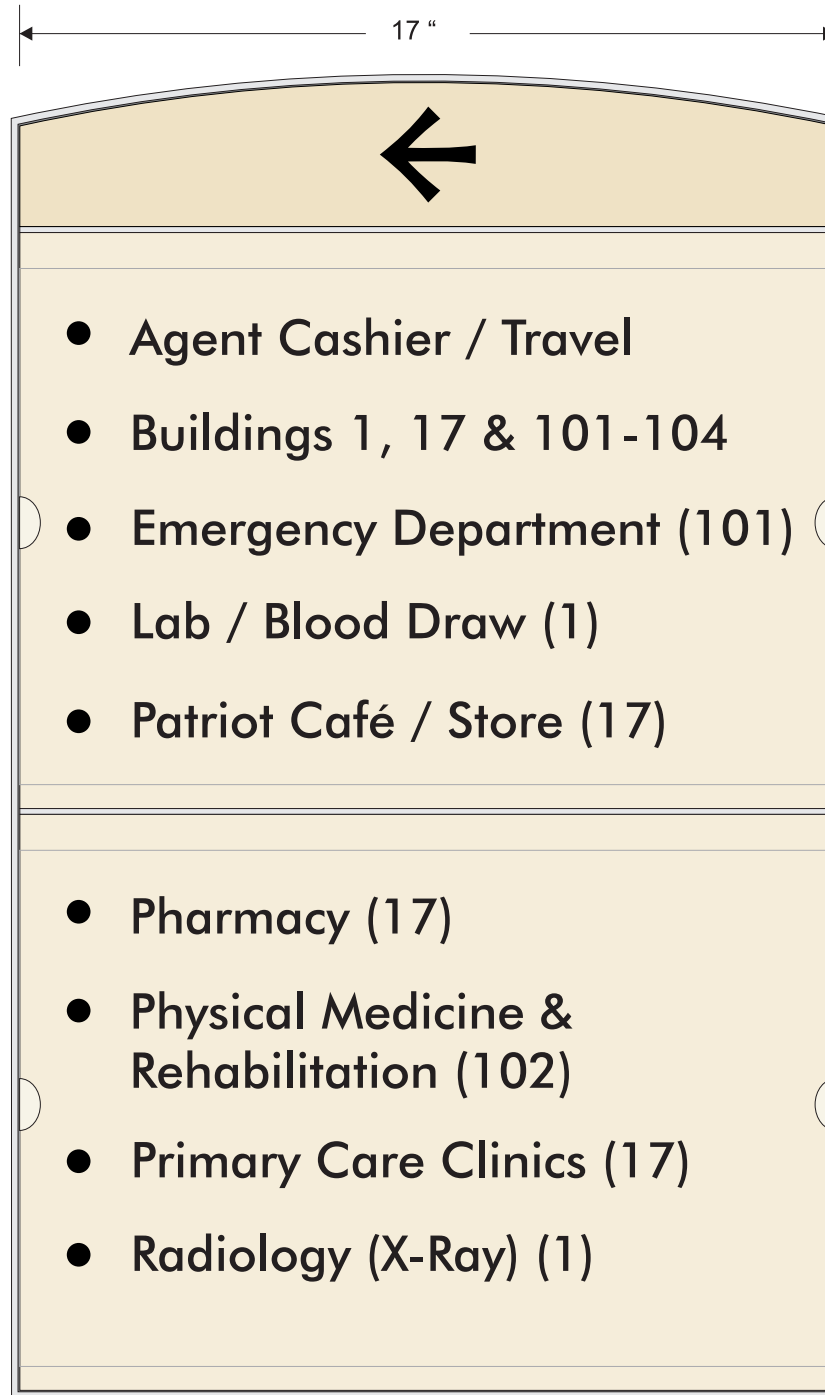 17 “
←
● Agent Cashier / Travel
● Buildings 1, 17 & 101-104
● Emergency Department (101)
● Lab / Blood Draw (1)
● Patriot Café / Store (17)
● Pharmacy (17)
● Physical Medicine &
Rehabilitation (102)
● Primary Care Clinics (17)
● Radiology (X-Ray) (1)